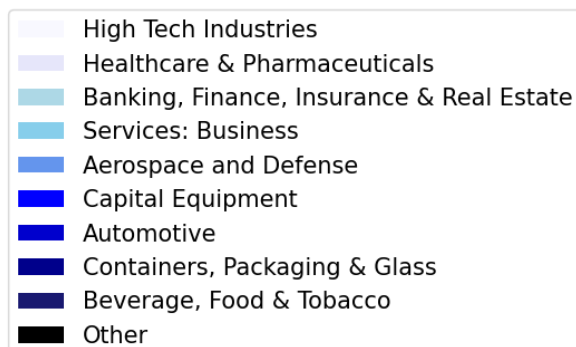 High Tech Industries
Healthcare & Pharmaceuticals
Banking, Finance, Insurance & Real Estate
Services: Business
Aerospace and Defense
Capital Equipment
Automotive
Containers, Packaging & Glass
Beverage, Food & Tobacco
Other